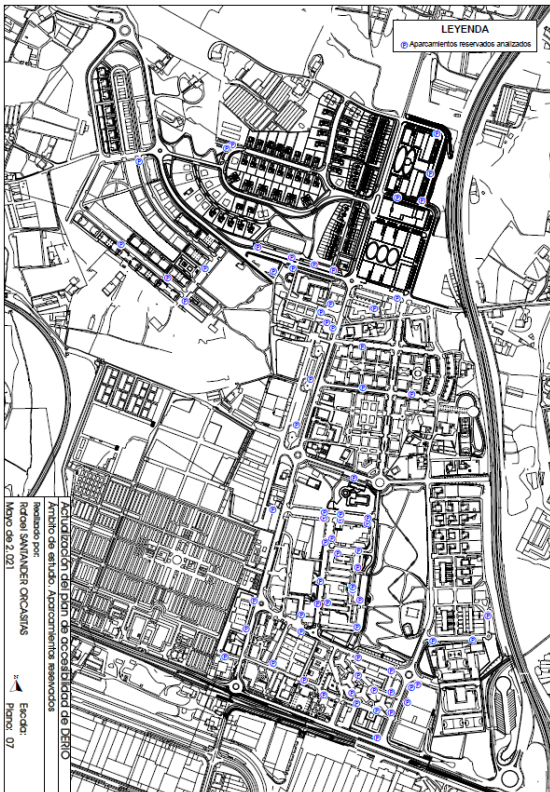 LEYENDA
P Aparcamientos reservados analizados
Actualización del plan de accesibilidad de DERIO
Ámbito de estudio: Aparcamientos reservados
Realizado por:
Rafael SANTANDER ORCASITAS
Mayo de 2.021
Escala:
Plano: 07